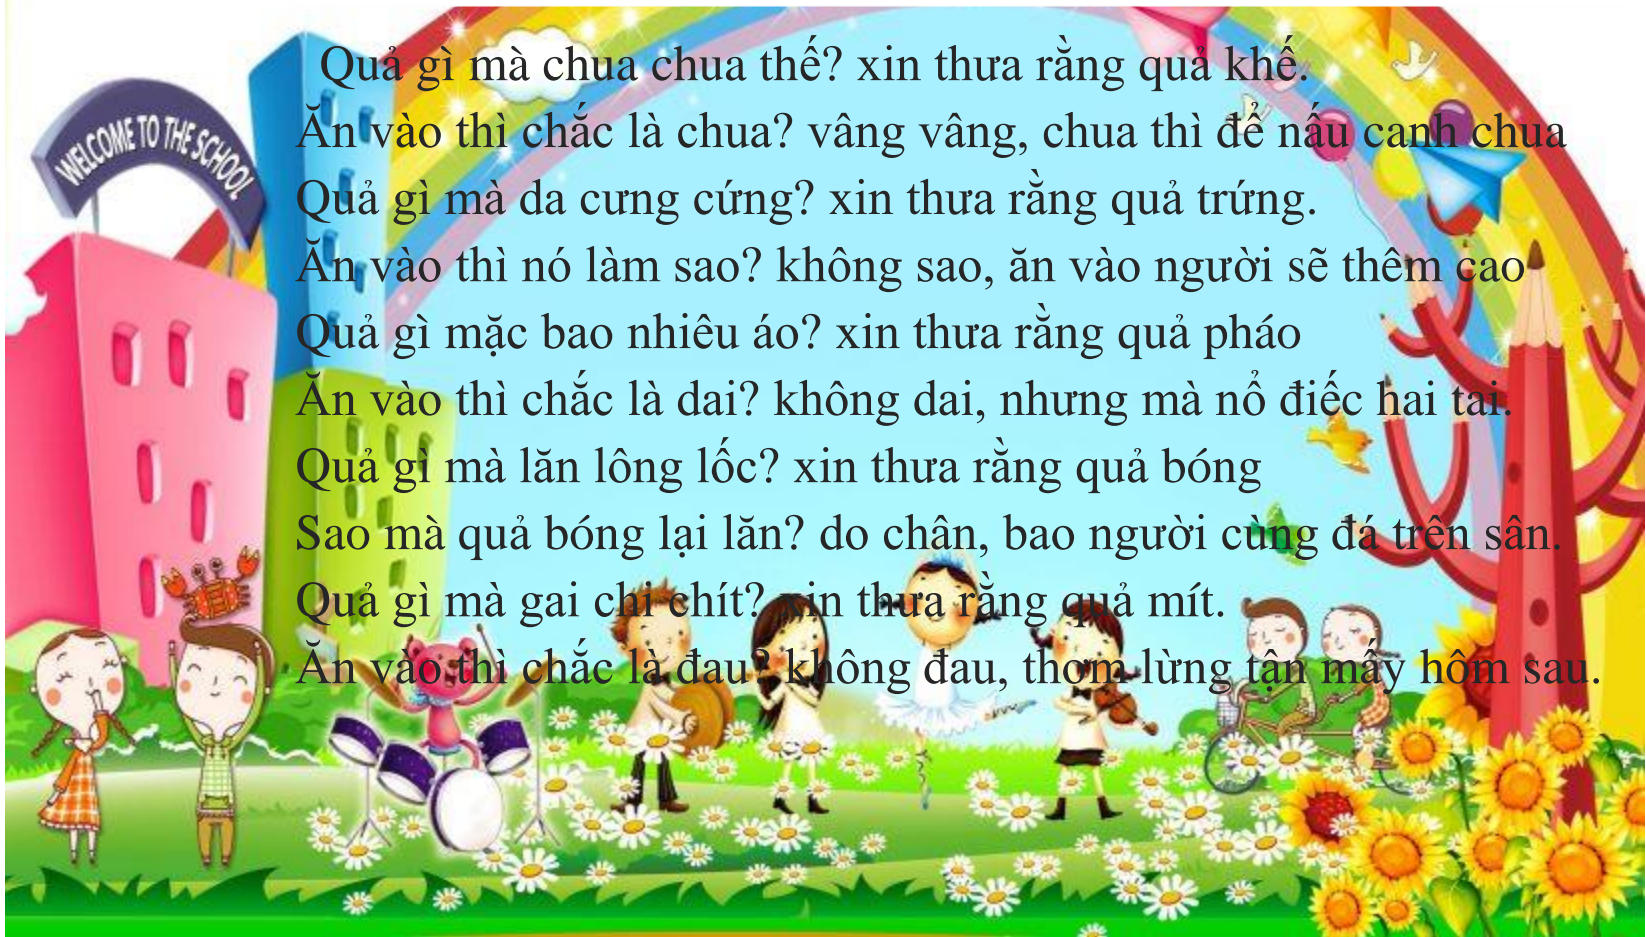 WELCOME TO THE SCHOOL
Quả gì mà chua chua thế? xin thưa rằng quả khế.
Ăn vào thì chắc là chua? vâng vâng, chua thì để nấu canh chua
Quả gì mà da cưng cứng? xin thưa rằng quả trứng.
Ăn vào thì nó làm sao? không sao, ăn vào người sẽ thêm cao
Quả gì mặc bao nhiêu áo? xin thưa rằng quả pháo
Ăn vào thì chắc là dai? không dai, nhưng mà nổ điếc hai tai.
Quả gì mà lăn lông lốc? xin thưa rằng quả bóng
Sao mà quả bóng lại lăn? do chân, bao người cùng đá trên sân.
Quả gì mà gai chi chít? xin thưa rằng quả mít.
Ăn vào thì chắc là đau? không đau, thơm lừng tận mấy hôm sau.